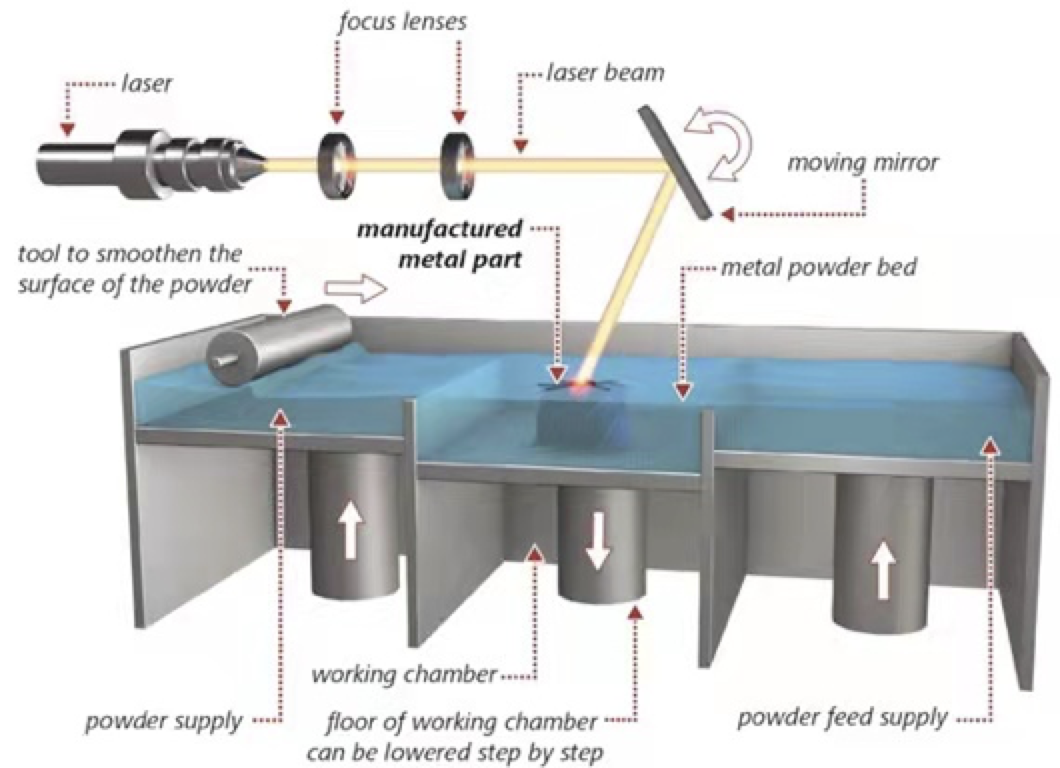 focus lenses
laser
laser beam
moving mirror
manufactured
metal part
tool to smoothen the
surface of the powder
metal powder bed
working chamber
powder supply
floor of working chamber
can be lowered step by step
powder feed supply